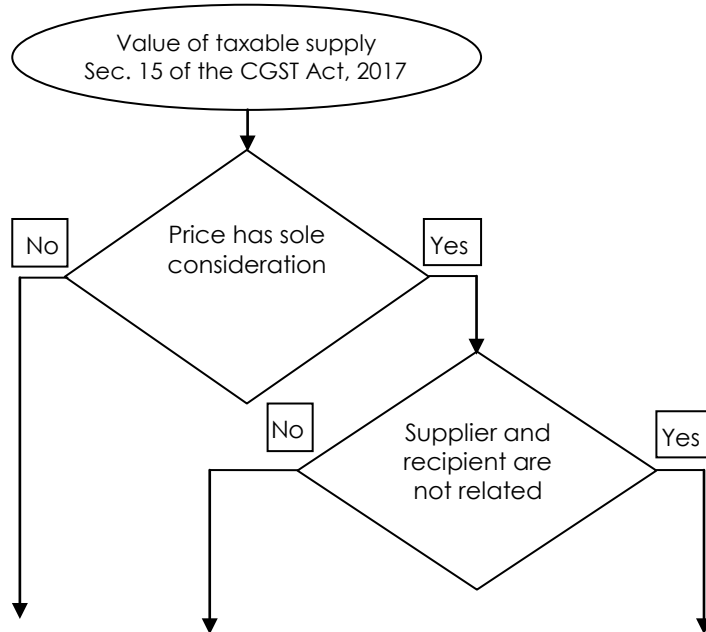 Value of taxable supply
Sec. 15 of the CGST Act, 2017
Price has sole
consideration
No
Yes
Supplier and
recipient are
not related
No
Yes